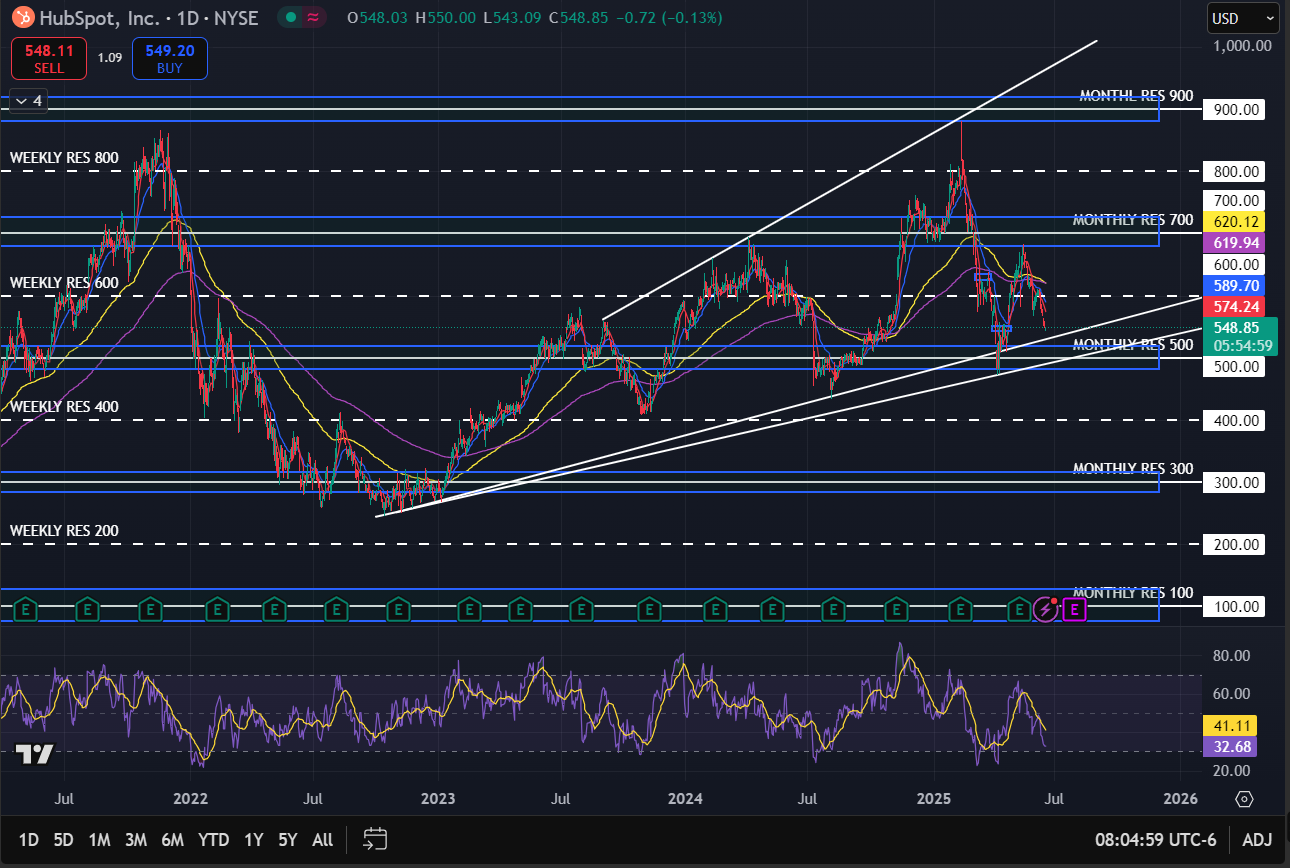 HubSpot, Inc. · 1D · NYSE O548.03 H550.00 L543.09 C548.85 −0.72 (−0.13%)
USD
548.11 SELL
1.09
549.20 BUY
4
1,000.00
MONTHL RES 900
900.00
WEEKLY RES 800
800.00
700.00
MONTHLY RES 700
620.12
619.94
600.00
WEEKLY RES 600
589.70
574.24
548.85
05:54:59
MONTHLY RES 500
500.00
WEEKLY RES 400
400.00
MONTHLY RES 300
300.00
WEEKLY RES 200
200.00
MONTHLY RES 100
100.00
E E E E E E E E E E E E E E E E E E
80.00
60.00
41.11
32.68
20.00
Jul 2022 Jul 2023 Jul 2024 Jul 2025 Jul 2026
1D 5D 1M 3M 6M YTD 1Y 5Y All
08:04:59 UTC-6 ADJ